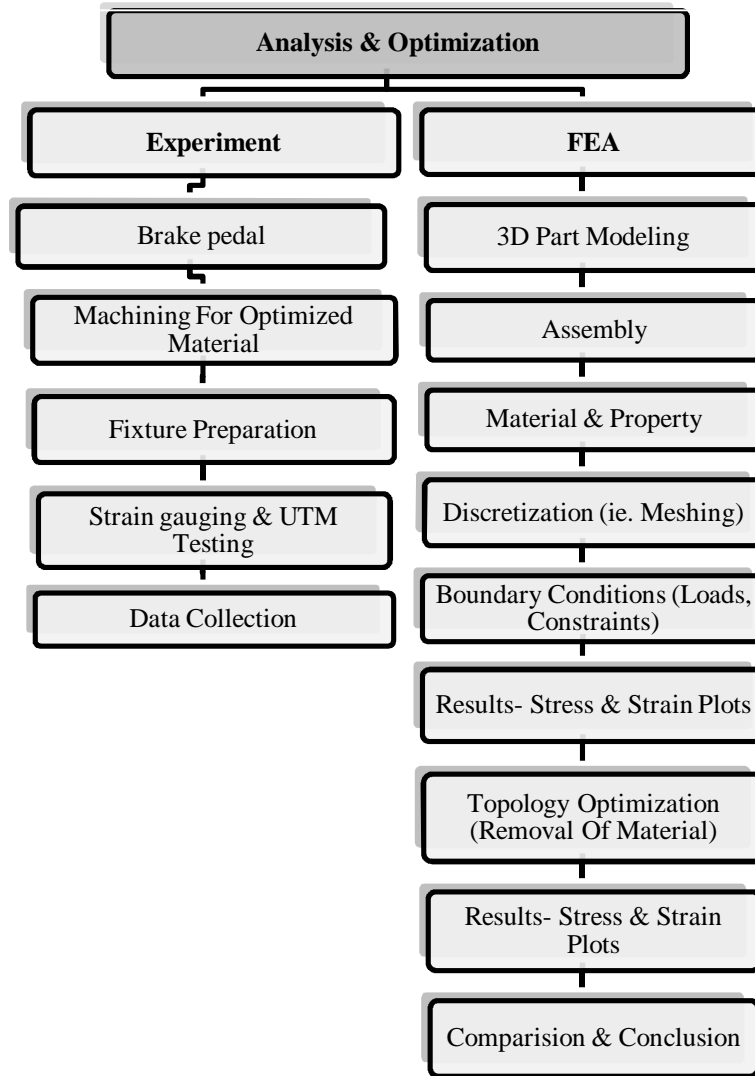 Analysis & Optimization
Experiment
Brake pedal
Machining For Optimized
Material
Fixture Preparation
Strain gauging & UTM
Testing
Data Collection
FEA
3D Part Modeling
Assembly
Material & Property
Discretization (ie. Meshing)
Boundary Conditions (Loads,
Constraints)
Results- Stress & Strain Plots
Topology Optimization
(Removal Of Material)
Results- Stress & Strain
Plots
Comparision & Conclusion